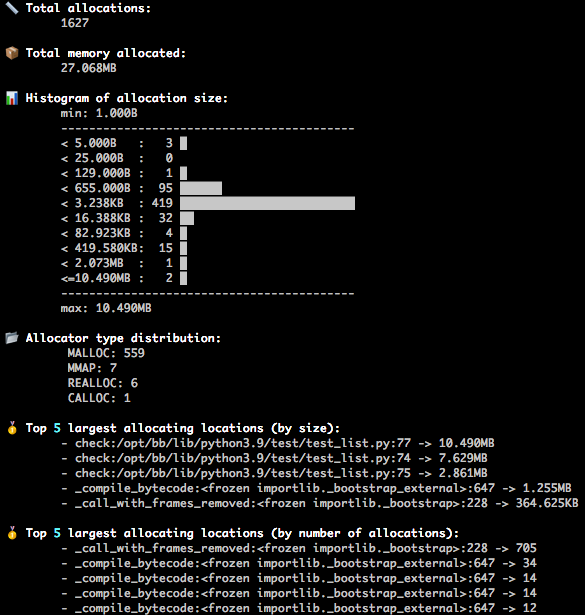 📏 Total allocations:
1627
📦 Total memory allocated:
27.068MB
📊 Histogram of allocation size:
min: 1.000B
--------------------------------------------
< 5.000B   :   3
< 25.000B  :   0
< 129.000B :   1
< 655.000B :  95
< 3.238KB  : 419
< 16.388KB :  32
< 82.923KB :   4
< 419.580KB:  15
< 2.073MB  :   1
<=10.490MB :   2
--------------------------------------------
max: 10.490MB
📂 Allocator type distribution:
MALLOC: 559
MMAP: 7
REALLOC: 6
CALLOC: 1
🥇 Top 5 largest allocating locations (by size):
- check:/opt/bb/lib/python3.9/test/test_list.py:77 -> 10.490MB
- check:/opt/bb/lib/python3.9/test/test_list.py:74 -> 7.629MB
- check:/opt/bb/lib/python3.9/test/test_list.py:75 -> 2.861MB
- _compile_bytecode:<frozen importlib._bootstrap_external>:647 -> 1.255MB
- _call_with_frames_removed:<frozen importlib._bootstrap>:228 -> 364.625KB
🥇 Top 5 largest allocating locations (by number of allocations):
- _call_with_frames_removed:<frozen importlib._bootstrap>:228 -> 705
- _compile_bytecode:<frozen importlib._bootstrap_external>:647 -> 34
- _compile_bytecode:<frozen importlib._bootstrap_external>:647 -> 14
- _compile_bytecode:<frozen importlib._bootstrap_external>:647 -> 14
- _compile_bytecode:<frozen importlib._bootstrap_external>:647 -> 12